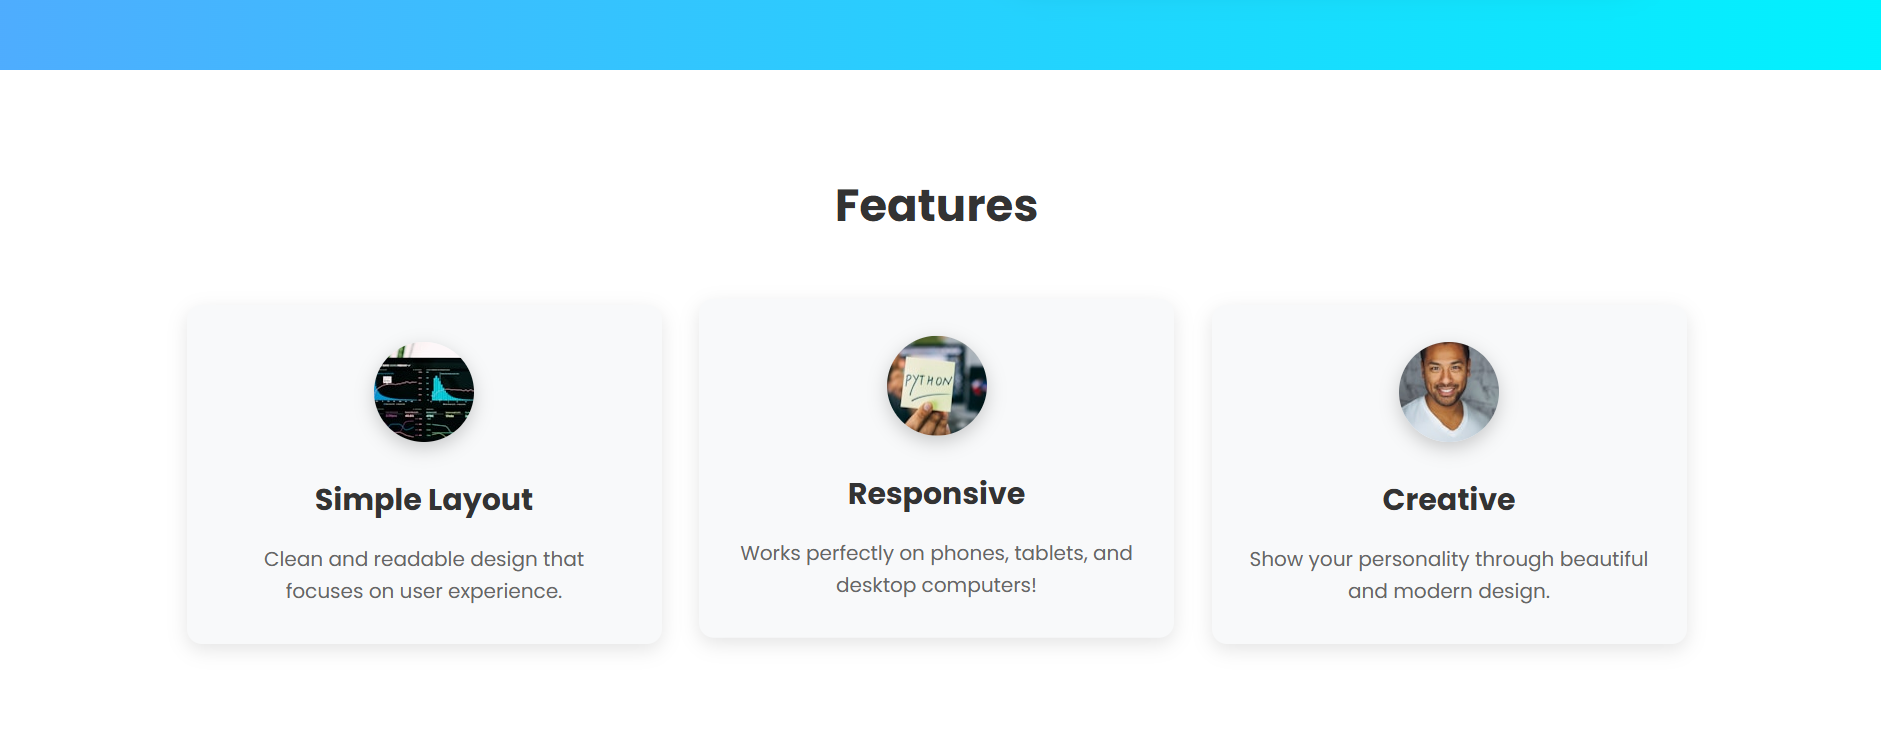 Features
Simple Layout
Clean and readable design that
focuses on user experience.
PYTHON
Responsive
Works perfectly on phones, tablets, and
desktop computers!
Creative
Show your personality through beautiful
and modern design.